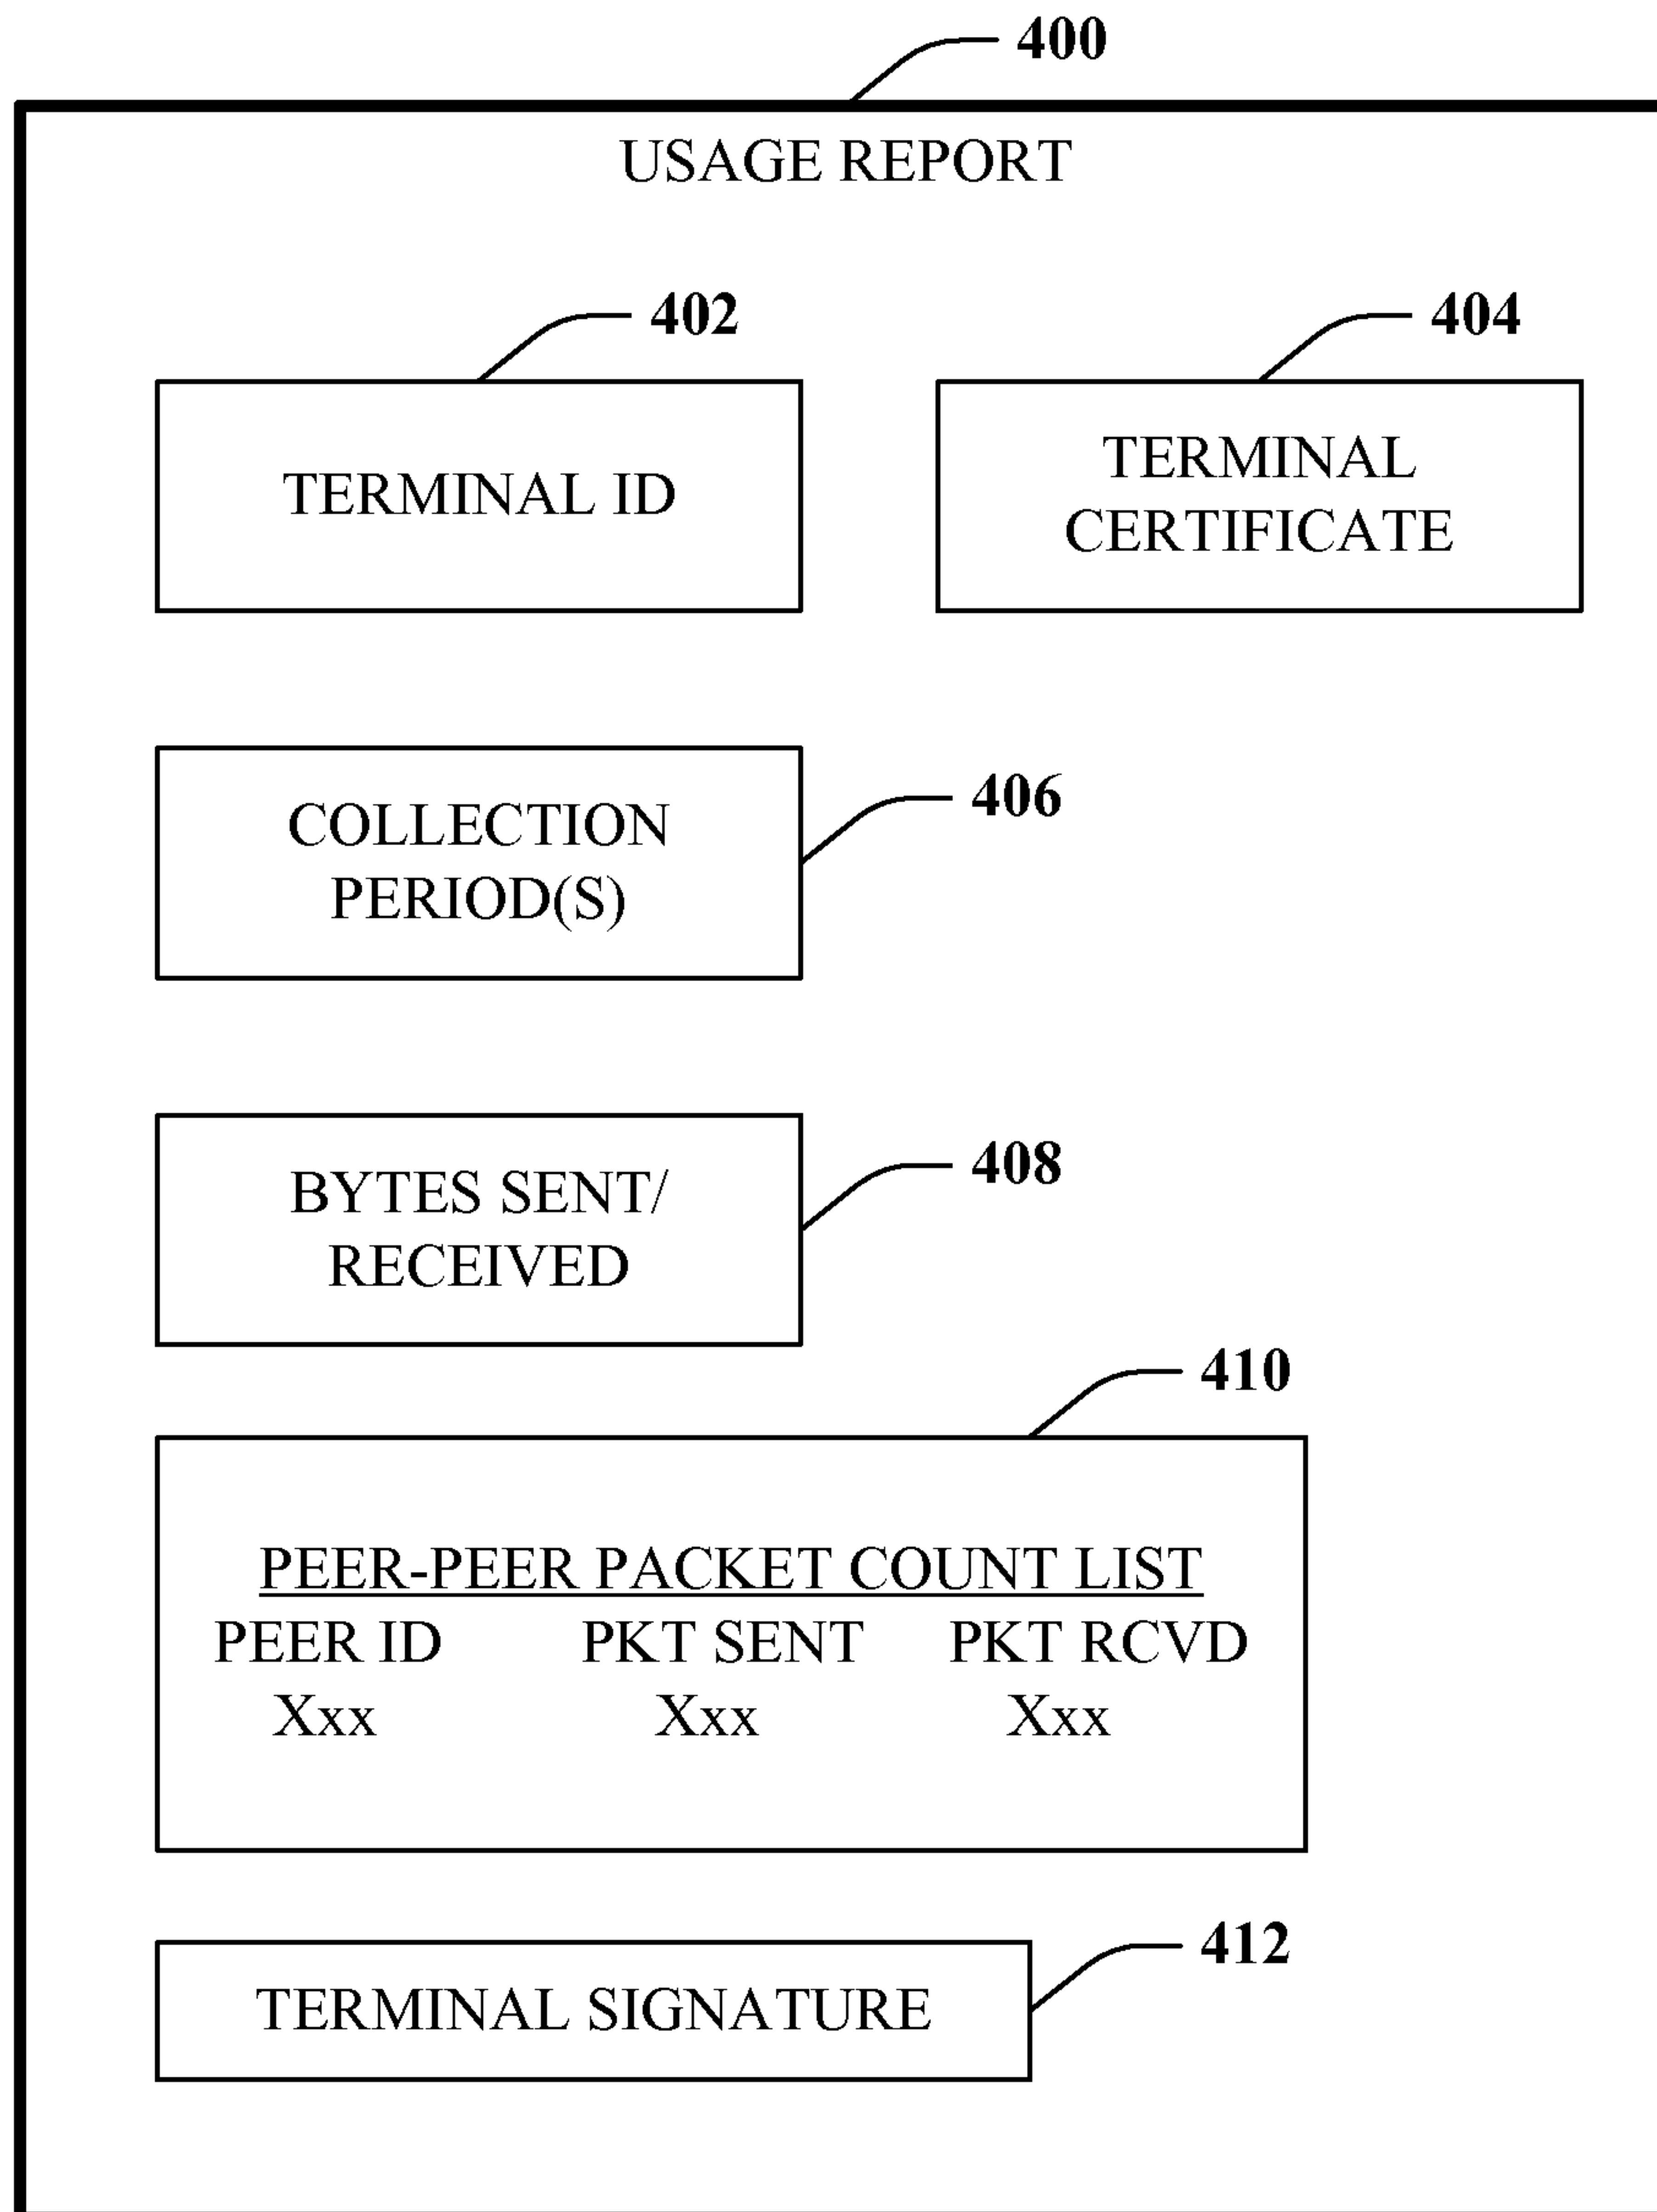 400
USAGE REPORT
402
404
TERMINAL ID
TERMINAL
CERTIFICATE
COLLECTION
PERIOD(S)
406
BYTES SENT/
RECEIVED
408
410
PEER-PEER PACKET COUNT LIST
PEER ID PKT SENT PKT RCVD
Xxx Xxx Xxx
412
TERMINAL SIGNATURE